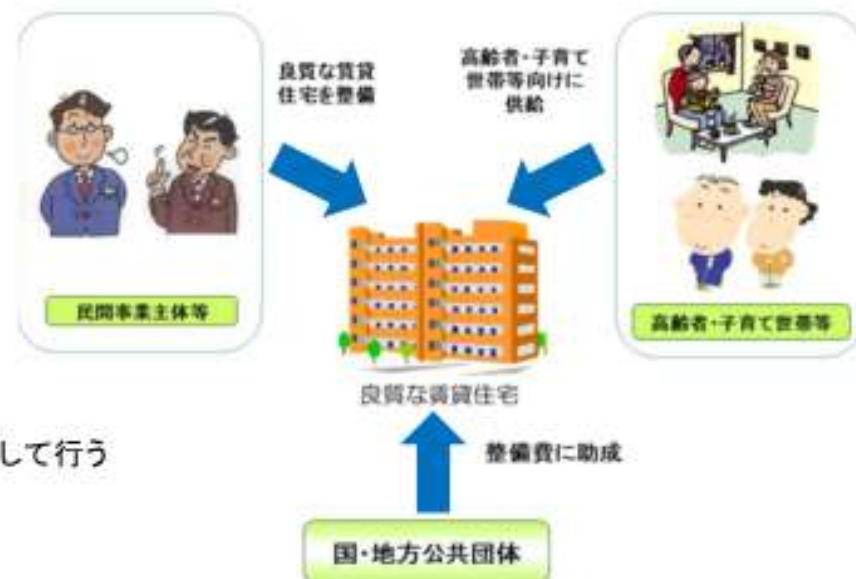 良質な賃貸
住宅を整備
高齢者・子育て
世帯等向けに
供給
民間事業主体等
高齢者・子育て世帯等
良質な賃貸住宅
して行う
整備費に助成
国・地方公共団体